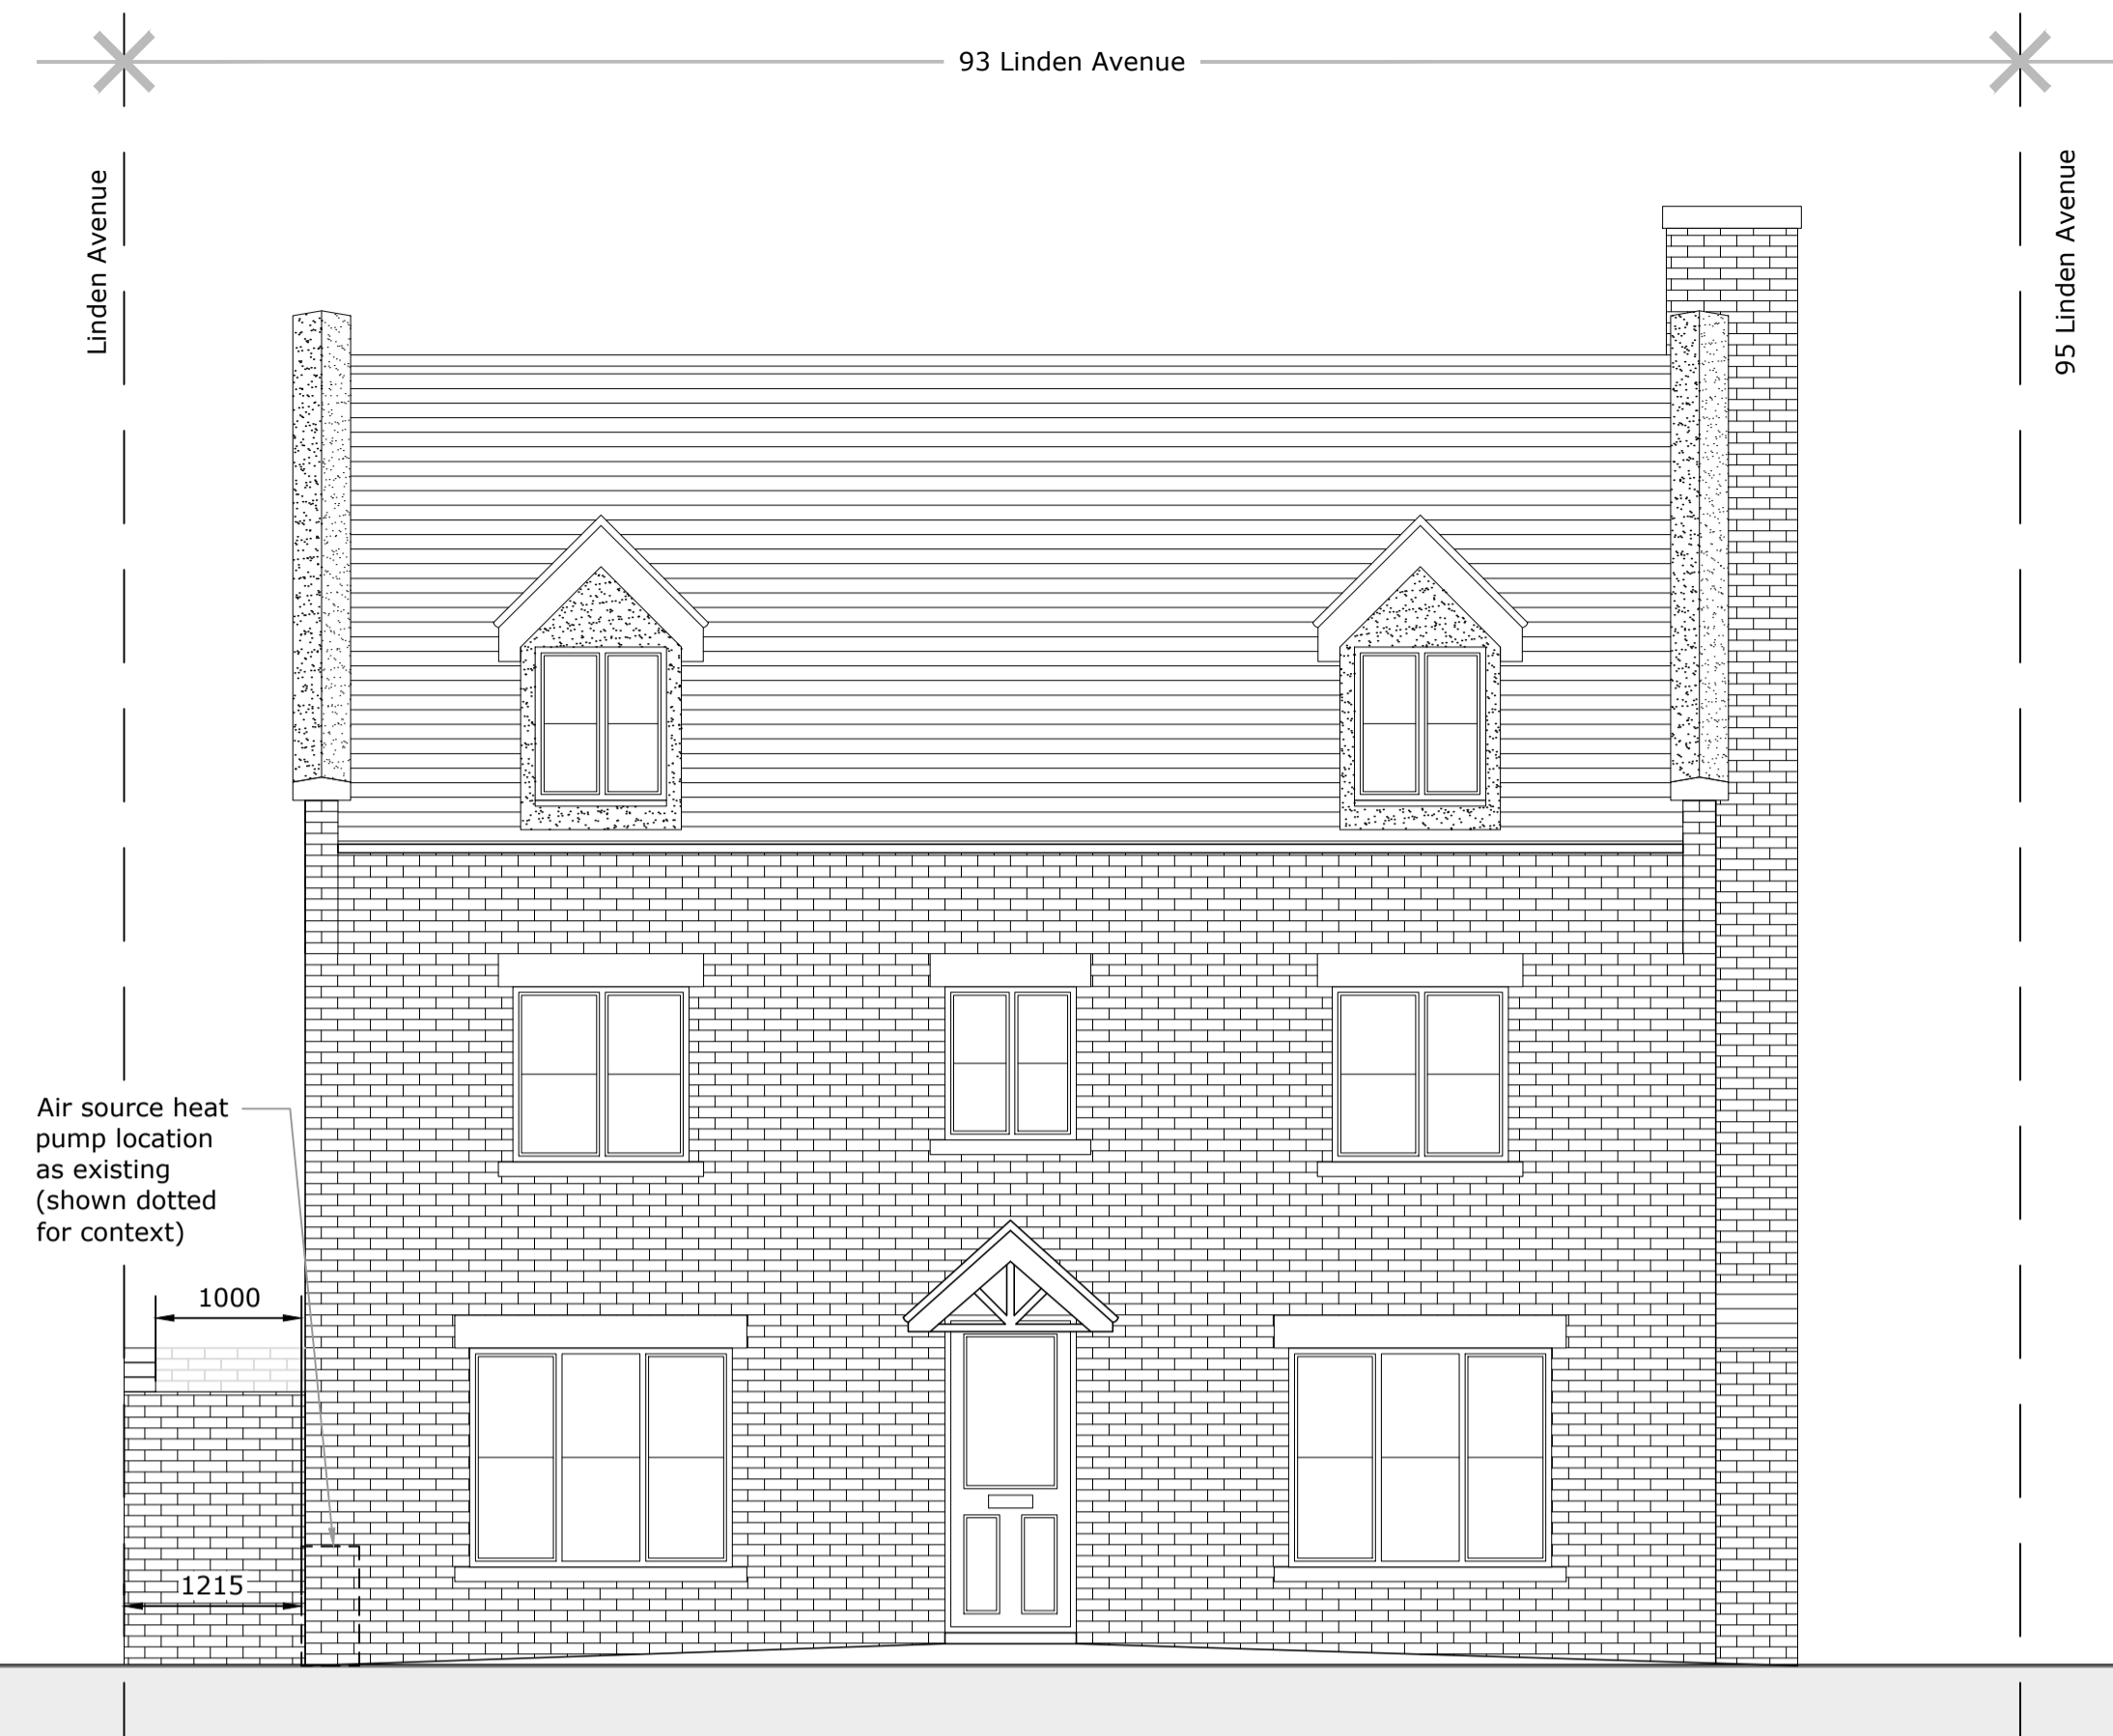 93 Linden Avenue
Linden Avenue
95 Linden Avenue
Air source heat
pump location
as existing
(shown dotted
for context)
1000
1215